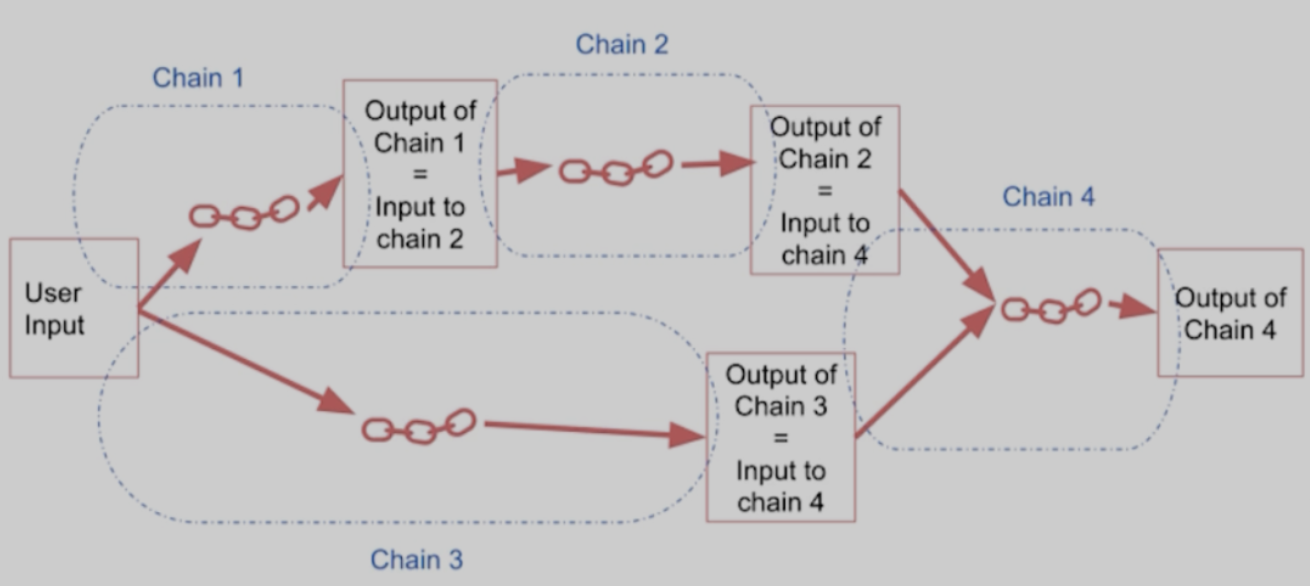 Chain 2
Chain 1
Output of
Chain 1
=
Input to
chain 2
Output of
Chain 2
=
Input to
chain 4
Chain 4
User
Input
Output of
Chain 4
Output of
Chain 3
=
Input to
chain 4
Chain 3